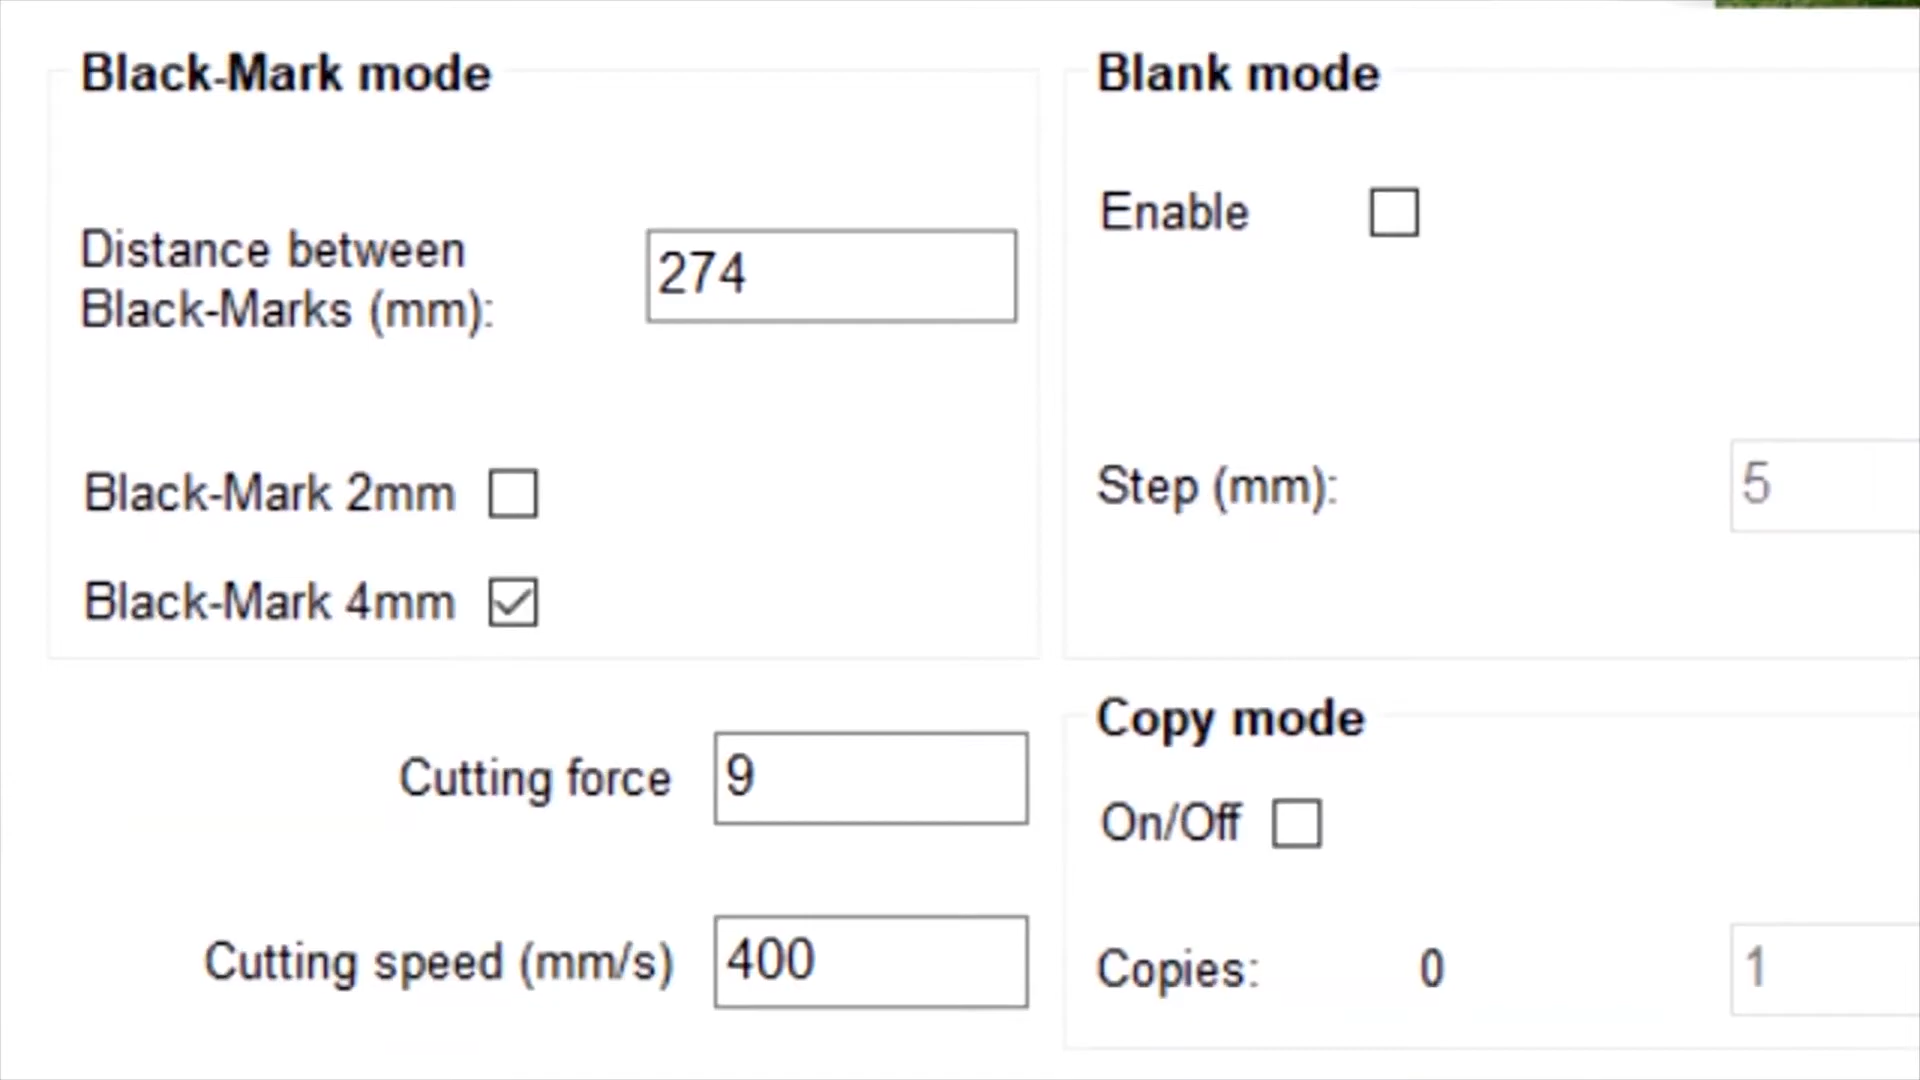 Black-Mark mode
Distance between
Black-Marks (mm):
274
Black-Mark 2mm
Black-Mark 4mm
Cutting force
9
Cutting speed (mm/s)
400
Blank mode
Enable
Step (mm):
5
Copy mode
On/Off
Copies: 0
1